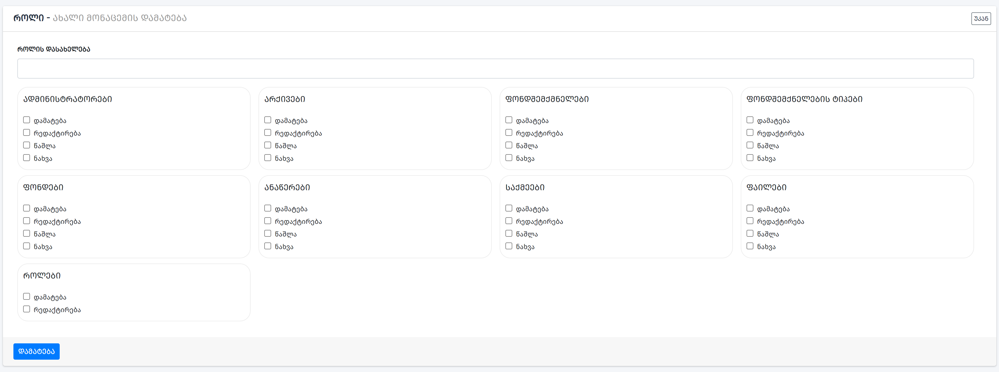 როლი - ახალი მონაცემის დამატება
უკან
როლის დასახელება
ადმინისტრატორები
დამატება
რედაქტირება
წაშლა
ნახვა
არქივები
დამატება
რედაქტირება
წაშლა
ნახვა
ფონდშემქმნელები
დამატება
რედაქტირება
წაშლა
ნახვა
ფონდშემქნელების ტიპები
დამატება
რედაქტირება
წაშლა
ნახვა
ფონდები
დამატება
რედაქტირება
წაშლა
ნახვა
ანაწერები
დამატება
რედაქტირება
წაშლა
ნახვა
საქმეები
დამატება
რედაქტირება
წაშლა
ნახვა
ფაილები
დამატება
რედაქტირება
წაშლა
ნახვა
როლები
დამატება
რედაქტირება
დამატება